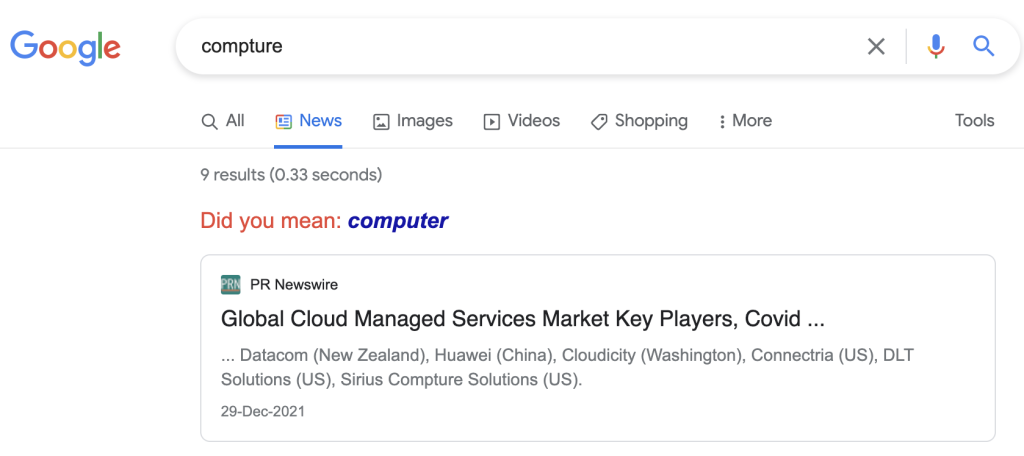 Google
compture
All News Images Videos Shopping More Tools
9 results (0.33 seconds)
Did you mean: computer
PRN PR Newswire
Global Cloud Managed Services Market Key Players, Covid ...
... Datacom (New Zealand), Huawei (China), Cloudicity (Washington), Connectria (US), DLT
Solutions (US), Sirius Compture Solutions (US).
29-Dec-2021